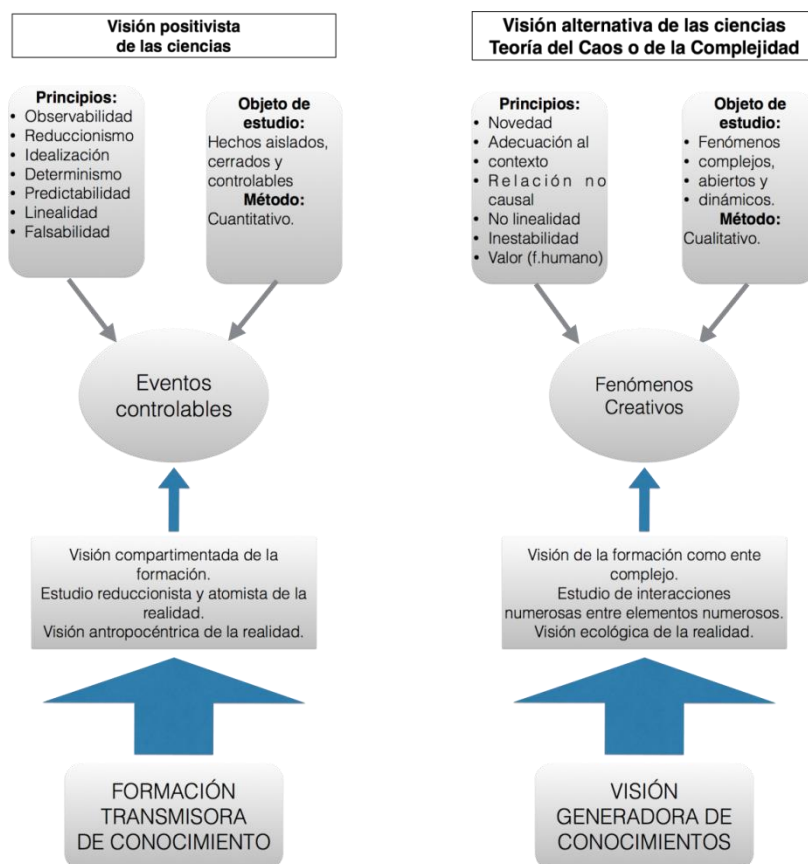 Visión positivista
de las ciencias
Principios:
• Observabilidad
• Reduccionismo
• Idealización
• Determinismo
• Predictabilidad
• Linealidad
• Falsabilidad
Objeto de
estudio:
Hechos aislados,
cerrados y
controlables
Método:
Cuantitativo.
Eventos
controlables
Visión compartimentada de la
formación.
Estudio reduccionista y atomista de la
realidad.
Visión antropocéntrica de la realidad.
FORMACIÓN
TRANSMISORA
DE CONOCIMIENTO
Visión alternativa de las ciencias
Teoría del Caos o de la Complejidad
Principios:
• Novedad
• Adecuación al
• contexto
• Relación no
causal
• No linealidad
• Inestabilidad
• Valor (f.humano)
Objeto de
estudio:
• Fenómenos
• complejos,
• abiertos y
• dinámicos.
Método:
Cualitativo.
Fenómenos
Creativos
Visión de la formación como ente
complejo.
Estudio de interacciones
numerosas entre elementos numerosos.
Visión ecológica de la realidad.
VISIÓN
GENERADORA DE
CONOCIMIENTOS